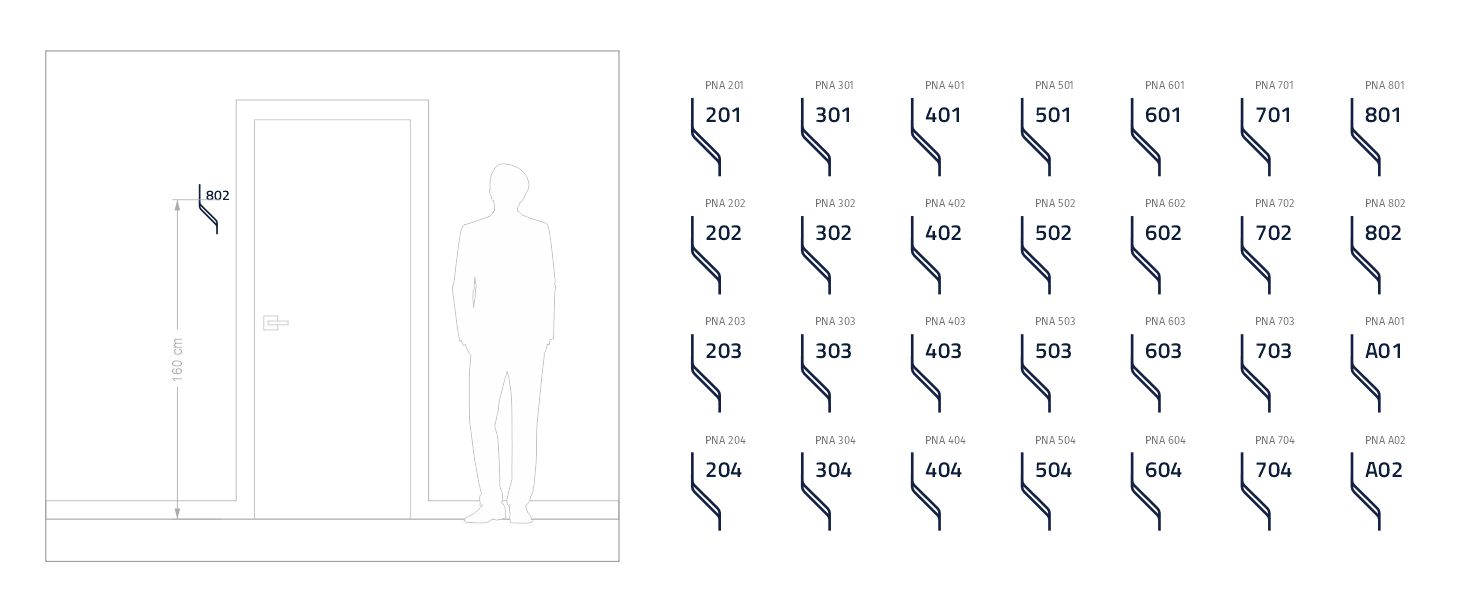 802
160 cm
PNA 201 PNA 301 PNA 401 PNA 501 PNA 601 PNA 701 PNA 801
201 301 401 501 601 701 801
PNA 202 PNA 302 PNA 402 PNA 502 PNA 602 PNA 702 PNA 802
202 302 402 502 602 702 802
PNA 203 PNA 303 PNA 403 PNA 503 PNA 603 PNA 703 PNA A01
203 303 403 503 603 703 A01
PNA 204 PNA 304 PNA 404 PNA 504 PNA 604 PNA 704 PNA A02
204 304 404 504 604 704 A02